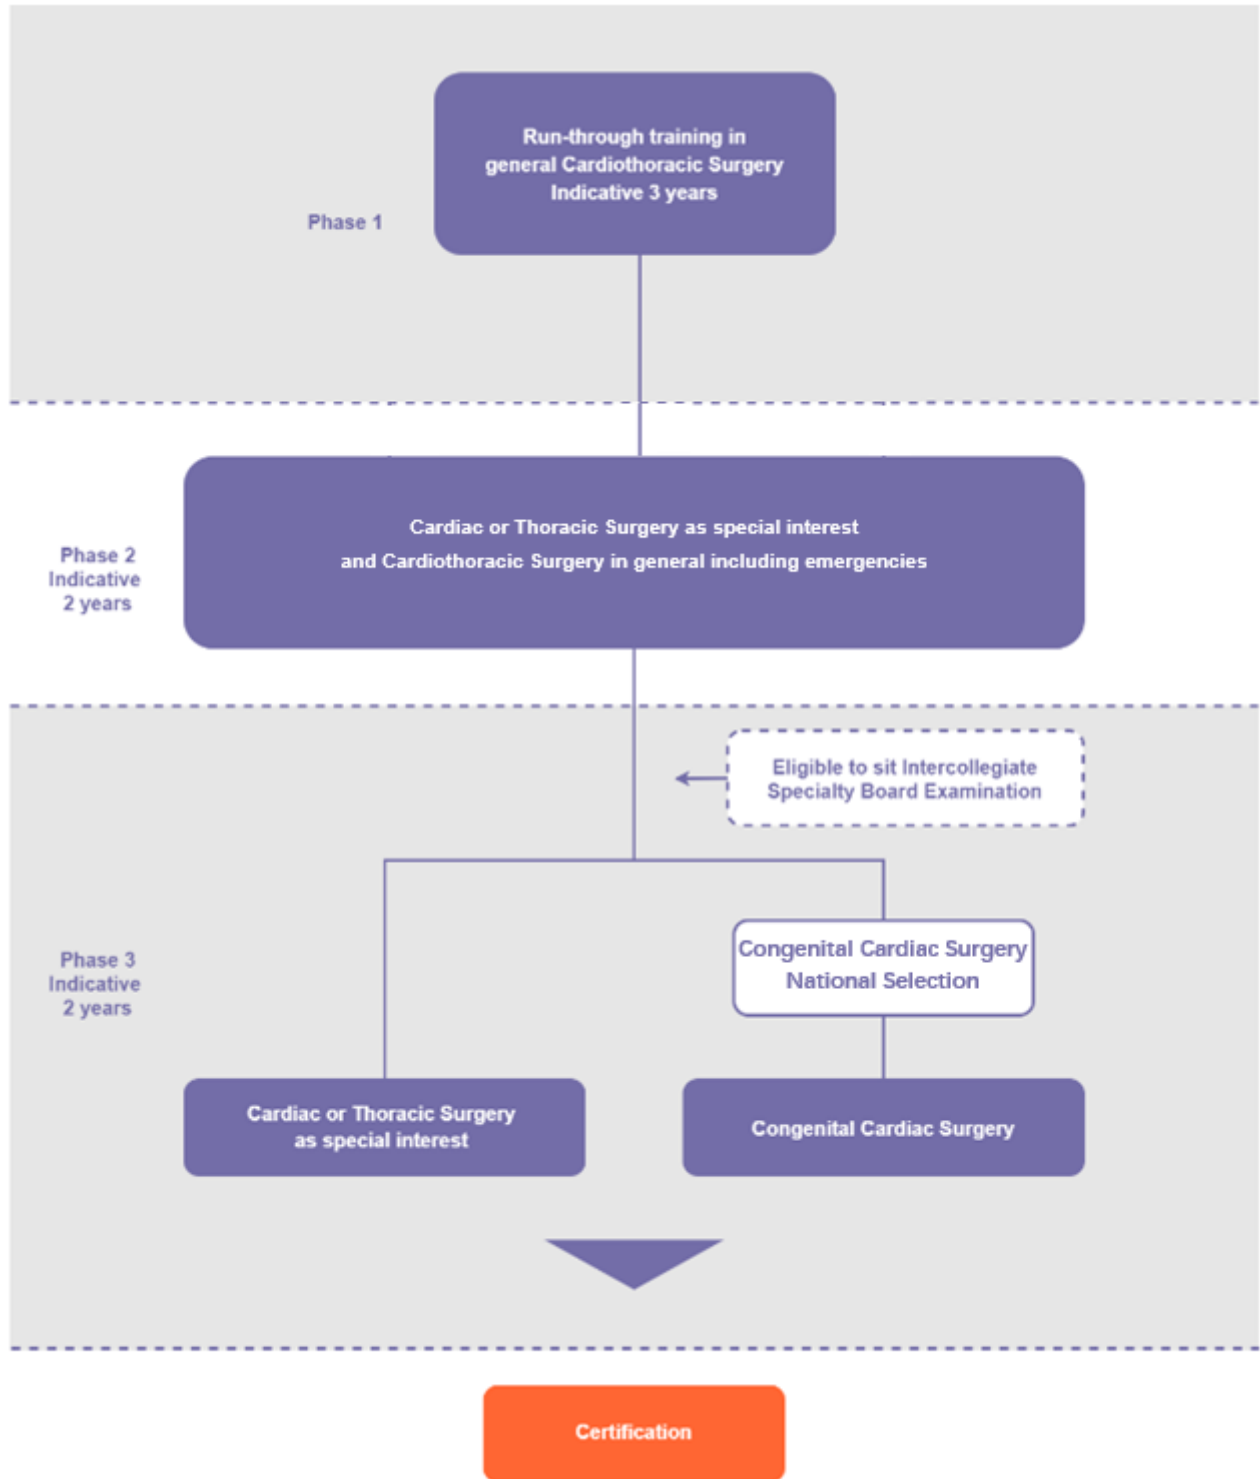 Run-through training in
general Cardiothoracic Surgery
Indicative 3 years
Phase 1
Cardiac or Thoracic Surgery as special interest
and Cardiothoracic Surgery in general including emergencies
Phase 2
Indicative
2 years
Eligible to sit Intercollegiate
Specialty Board Examination
Congenital Cardiac Surgery
National Selection
Phase 3
Indicative
2 years
Cardiac or Thoracic Surgery
as special interest
Congenital Cardiac Surgery
Certification